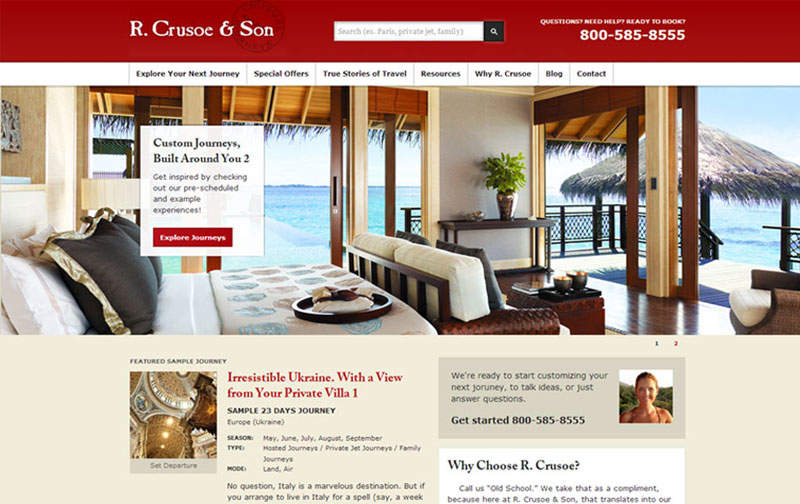 R. Crusoe & Son
Search (es. Paris, private jet, family)
QUESTIONS? NEED HELP? READY TO BOOK?
800-585-8555
Explore Your Next Journey
Special Offers
True Stories of Travel
Resources
Why R. Crusoe
Blog
Contact
Custom Journeys,
Built Around You 2
Get inspired by checking
out our pre-scheduled
and example
experiences!
Explore Journeys
1 2
FEATURED SAMPLE JOURNEY
Set Departure
Irresistible Ukraine. With a View
from Your Private Villa 1
SAMPLE 23 DAYS JOURNEY
Europe (Ukraine)
SEASON: May, June, July, August, September
TYPE: Hosted Journeys / Private Jet Journeys / Family
Journeys
MODE: Land, Air
No question, Italy is a marvelous destination. But if
you arrange to live in Italy for a spell (say, a week
We're ready to start customizing your
next joruney, to talk ideas, or just
answer questions.
Get started 800-585-8555
Why Choose R. Crusoe?
Call us "Old School." We take that as a compliment,
because here at R. Crusoe & Son, that translates into our